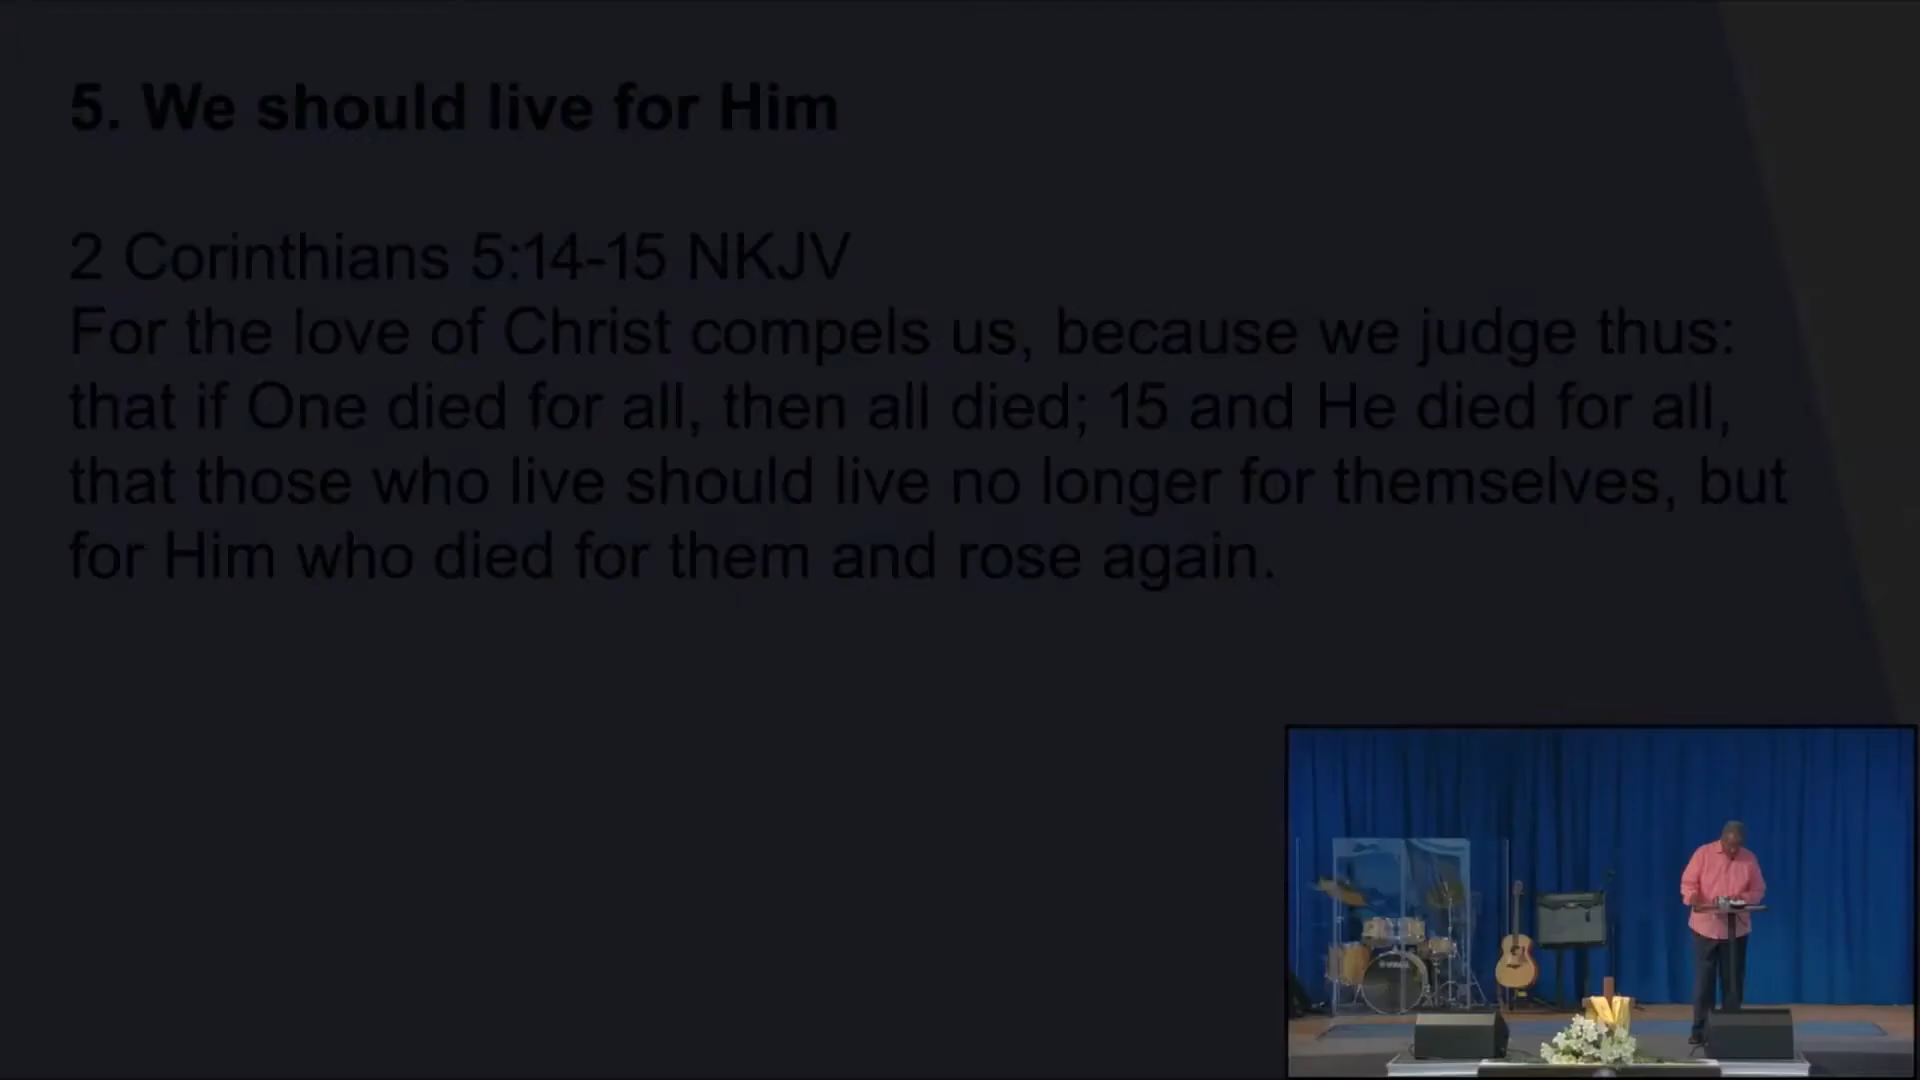 5. We should live for Him
2 Corinthians 5:14-15 NKJV
For the love of Christ compels us, because we judge thus:
that if One died for all, then all died; 15 and He died for all,
that those who live should live no longer for themselves, but
for Him who died for them and rose again.